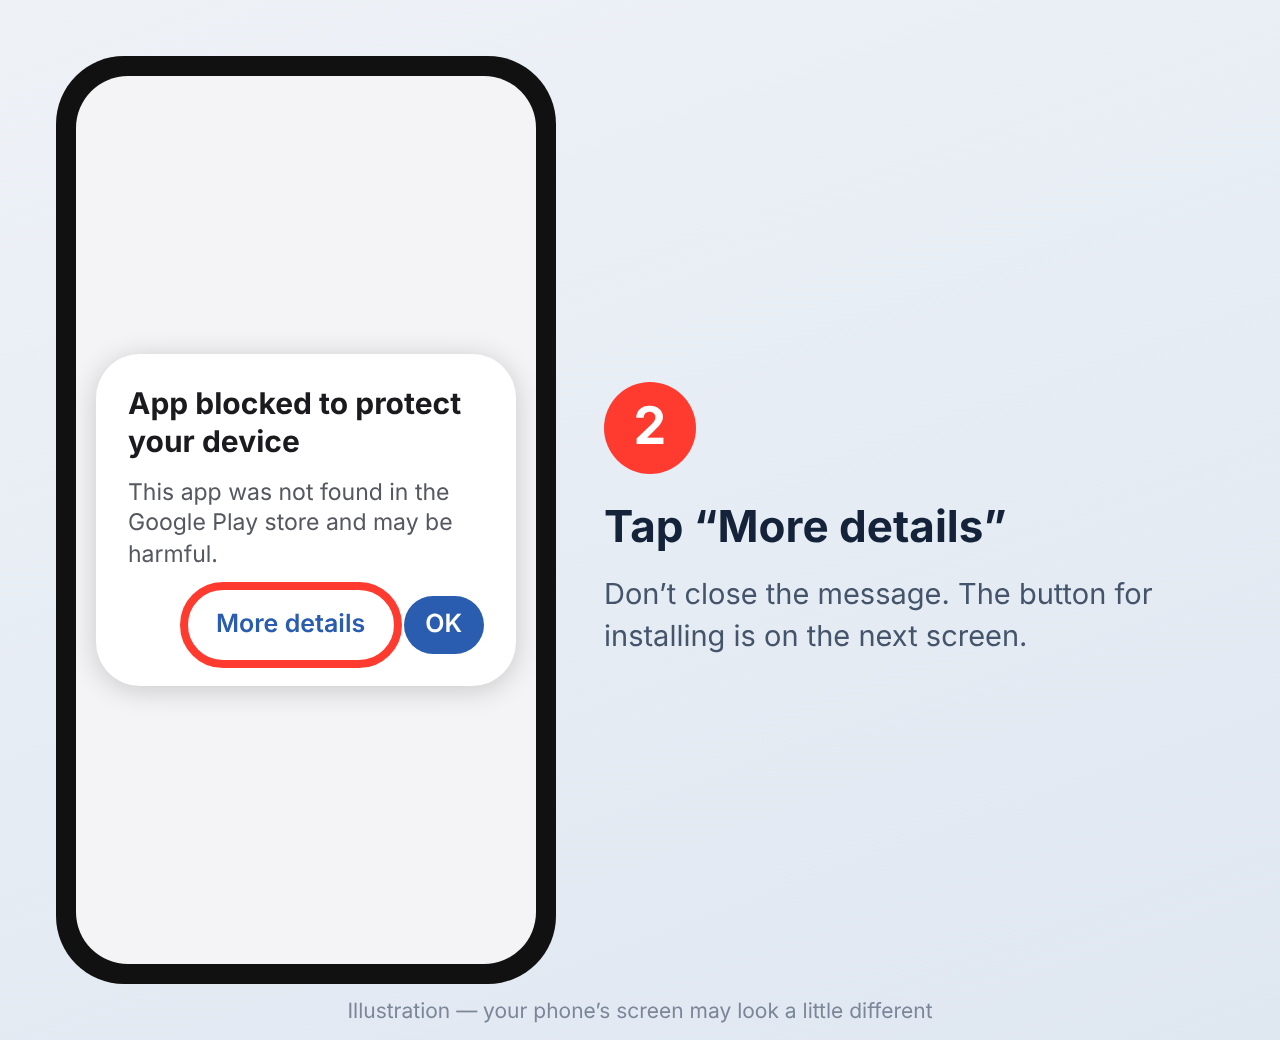 App blocked to protect
your device
This app was not found in the
Google Play store and may be
harmful.
More details
OK
2
Tap “More details”
Don’t close the message. The button for
installing is on the next screen.
Illustration — your phone’s screen may look a little different